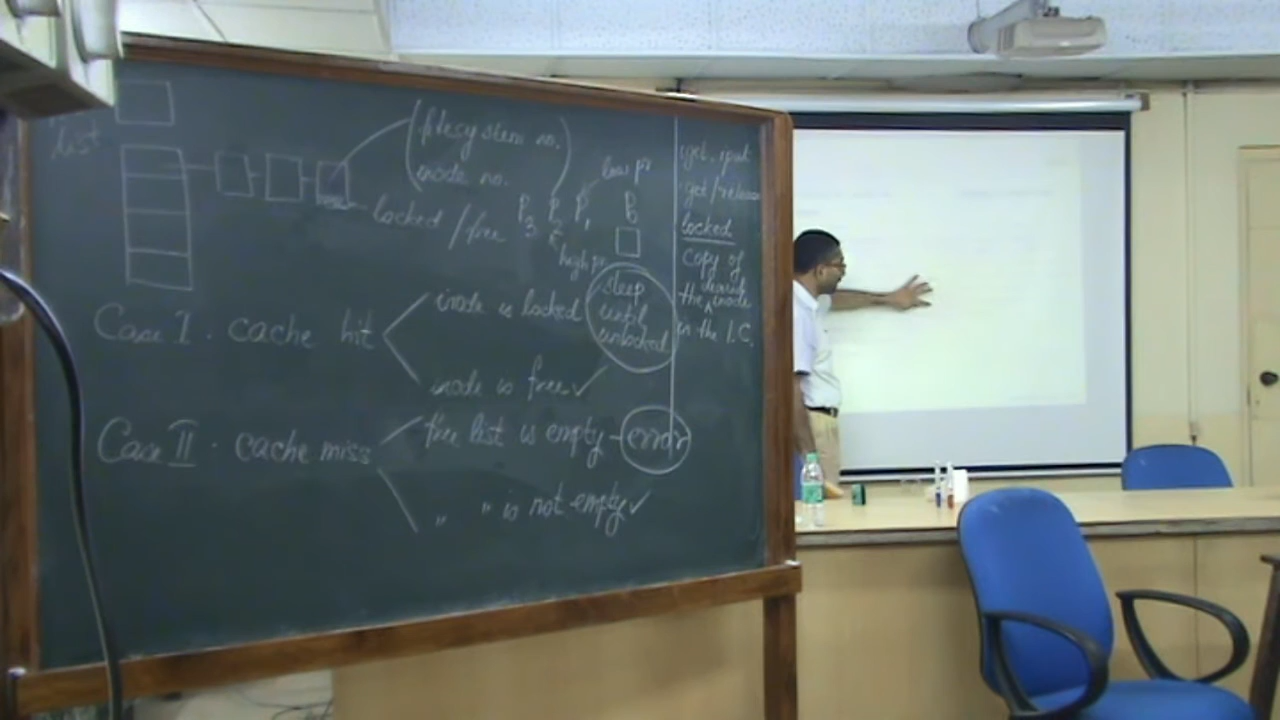 list
filesystem no.
inode no.
locked / free
P3 P2 P1
low pr
high pr
Case I . cache hit
inode is locked
sleep
until
unlocked
inode is free ✓
Case II . cache miss
free list is empty - error
" " is not empty ✓
iget, iput
get/release
locked
copy of
the inode
in the I.C.